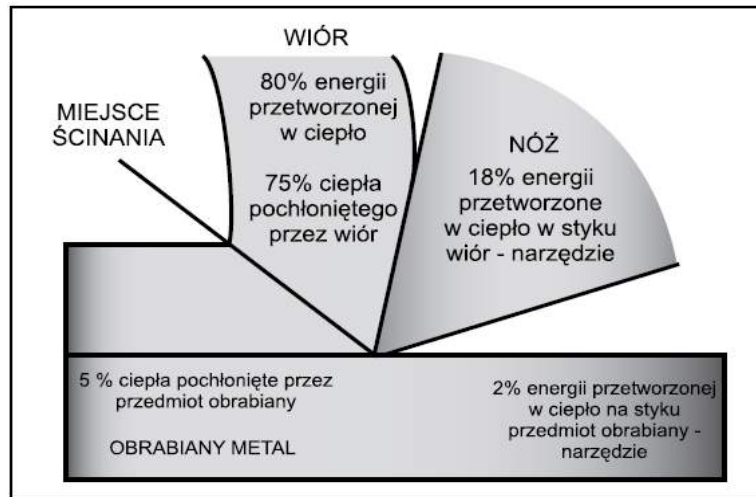 WIÓR
80% energii
przetworzonej
w ciepło
75% ciepła
pochłoniętego
przez wiór
MIEJSCE
ŚCINANIA
NÓŻ
18% energii
przetworzone
w ciepło w styku
wiór - narzędzie
5 % ciepła pochłonięte przez
przedmiot obrabiany
OBRABIANY METAL
2% energii przetworzonej
w ciepło na styku
przedmiot obrabiany -
narzędzie